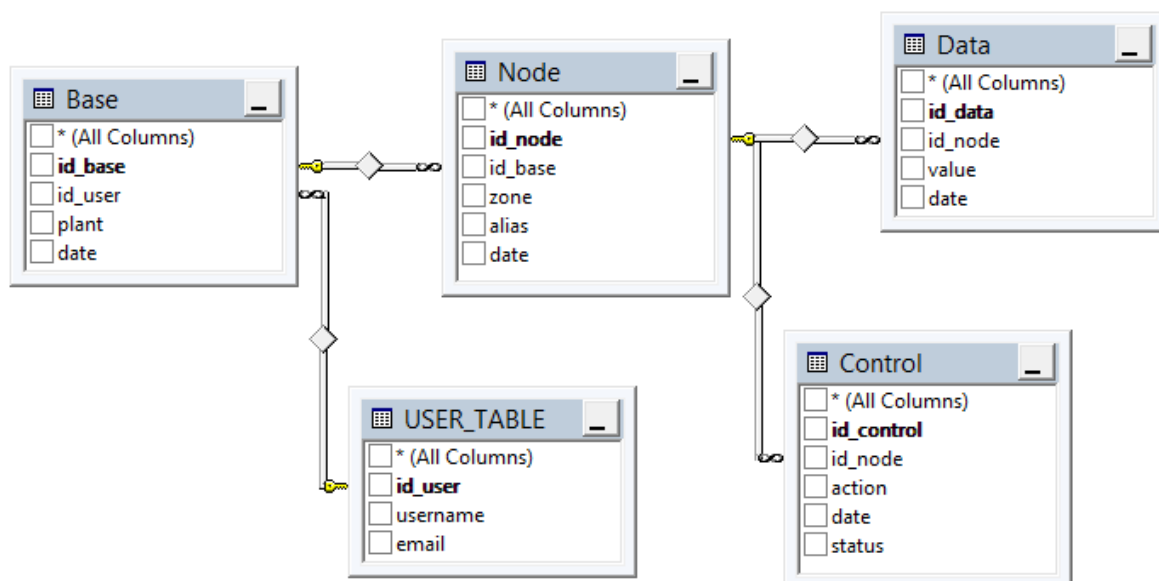 Base
* (All Columns)
id_base
id_user
plant
date
Node
* (All Columns)
id_node
id_base
zone
alias
date
Data
* (All Columns)
id_data
id_node
value
date
USER_TABLE
* (All Columns)
id_user
username
email
Control
* (All Columns)
id_control
id_node
action
date
status